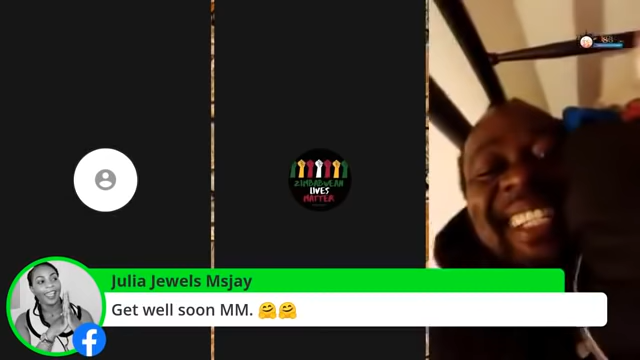 ZIMBABWEAN
LIVES
MATTER
Julia Jewels Msjay
Get well soon MM. 🤗🤗